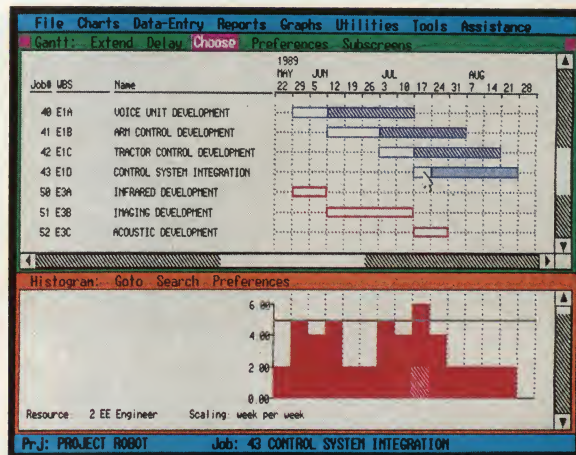 File Charts Data-Entry Reports Graphs Utilities Tools Assistance
Gantt: Extend Delay Choose Preferences Subscreens
1989
MAY JUN JUL AUG
Job# WBS Name 22 29 5 12 19 26 3 10 17 24 31 7 14 21 28
40 E1A VOICE UNIT DEVELOPMENT
41 E1B ARM CONTROL DEVELOPMENT
42 E1C TRACTOR CONTROL DEVELOPMENT
43 E1D CONTROL SYSTEM INTEGRATION
50 E3A INFRARED DEVELOPMENT
51 E3B IMAGING DEVELOPMENT
52 E3C ACOUSTIC DEVELOPMENT
Histogram: Goto Search Preferences
6.00
4.00
2.00
0.00
Resource: 2 EE Engineer Scaling: week per week
Prj: PROJECT ROBOT Job: 43 CONTROL SYSTEM INTEGRATION